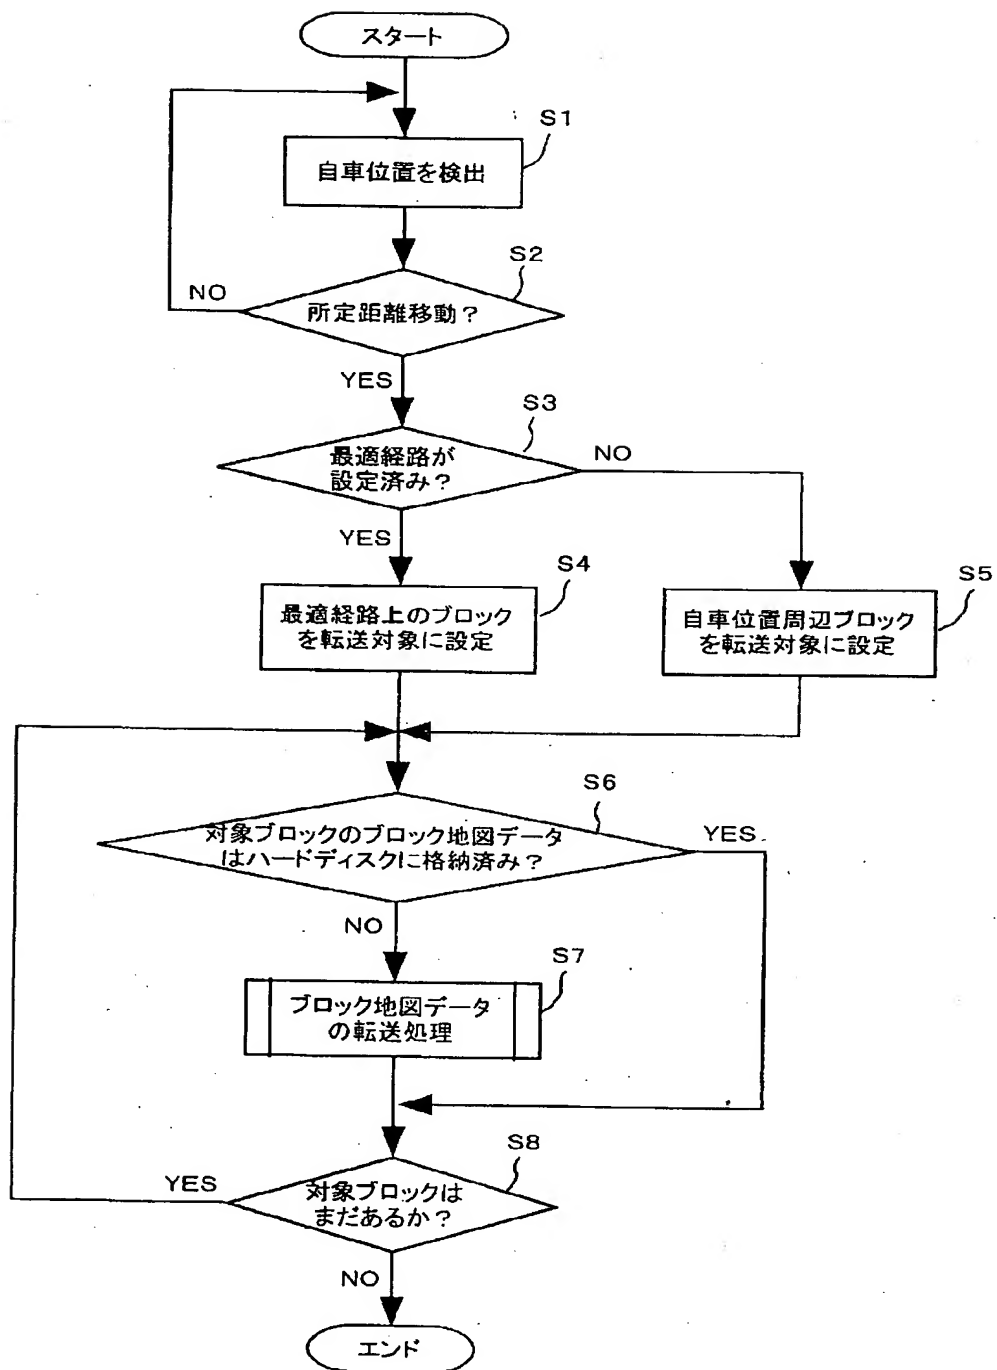 スタート
S1
自車位置を検出
S2
NO
所定距離移動？
YES
S3
最適経路が
設定済み？
NO
YES
S4
最適経路上のブロック
を転送対象に設定
S5
自車位置周辺ブロック
を転送対象に設定
S6
対象ブロックのブロック地図データ
はハードディスクに格納済み？
YES
NO
S7
ブロック地図データ
の転送処理
S8
YES
対象ブロックは
まだあるか？
NO
エンド